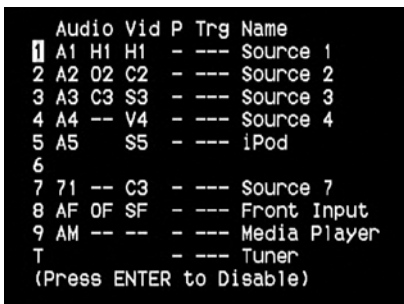 Audio Vid P Trg Name
1 A1 H1 H1 - --- Source 1
2 A2 O2 C2 - --- Source 2
3 A3 C3 S3 - --- Source 3
4 A4 -- V4 - --- Source 4
5 A5 S5 - --- iPod
6
7 71 -- C3 - --- Source 7
8 AF OF SF - --- Front Input
9 AM -- -- - --- Media Player
T - --- Tuner
(Press ENTER to Disable)